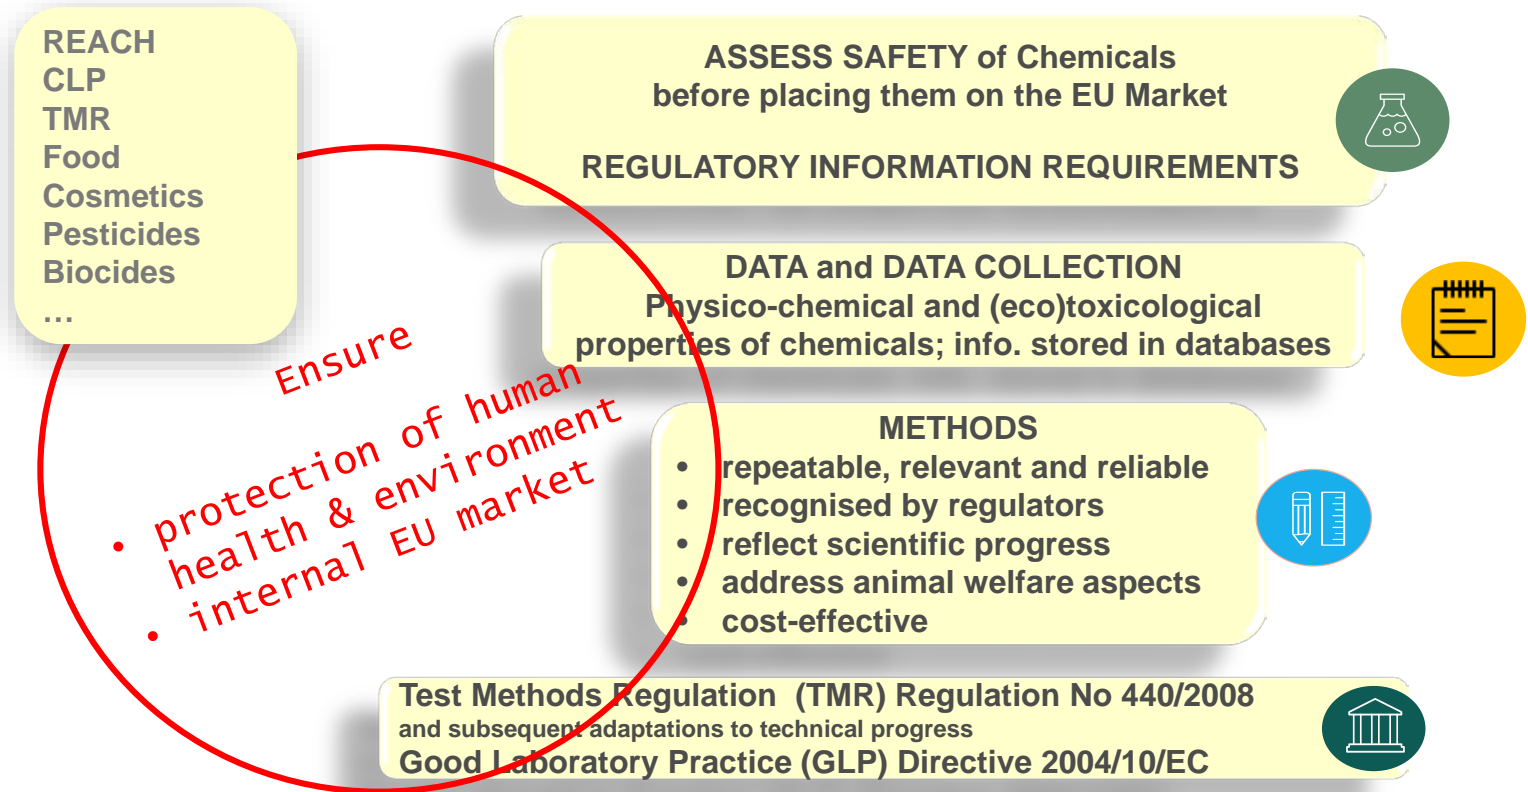 REACH
CLP
TMR
Food
Cosmetics
Pesticides
Biocides
…
ASSESS SAFETY of Chemicals
before placing them on the EU Market
REGULATORY INFORMATION REQUIREMENTS
DATA and DATA COLLECTION
Physico-chemical and (eco)toxicological
properties of chemicals; info. stored in databases
Ensure
• protection of human
health & environment
• internal EU market
METHODS
• repeatable, relevant and reliable
• recognised by regulators
• reflect scientific progress
• address animal welfare aspects
• cost-effective
Test Methods Regulation (TMR) Regulation No 440/2008
and subsequent adaptations to technical progress
Good Laboratory Practice (GLP) Directive 2004/10/EC